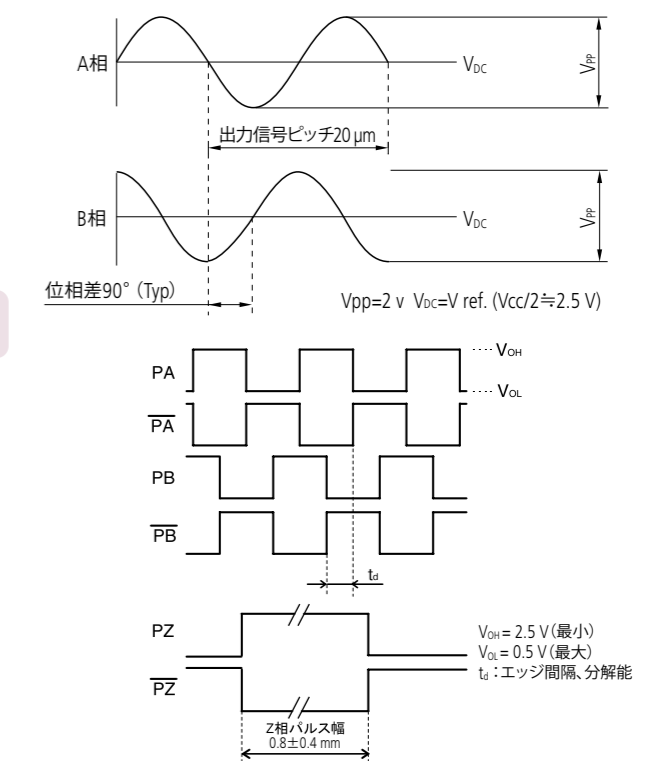 A相
V_DC
V_PP
出力信号ピッチ20 μm
B相
V_DC
V_PP
位相差90°（Typ）
Vpp=2 v V_DC=V ref. (Vcc/2≒2.5 V)
PA
V_OH
V_OL
P̅A̅
PB
P̅B̅
t_d
PZ
P̅Z̅
V_OH = 2.5 V（最小）
V_OL = 0.5 V（最大）
t_d：エッジ間隔、分解能
Z相パルス幅
0.8±0.4 mm